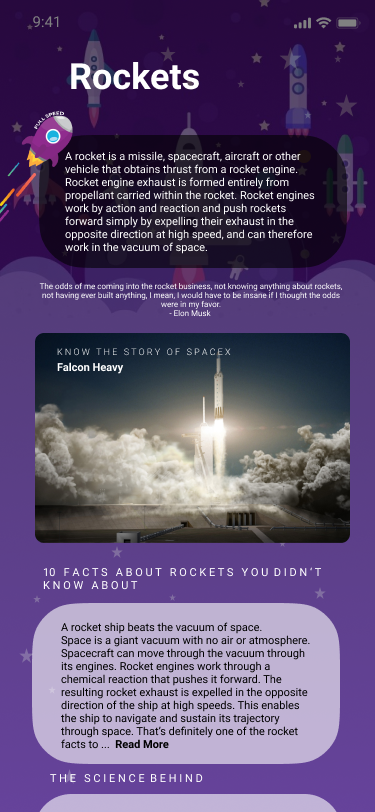 9:41
Rockets
FULL SPEED
A rocket is a missile, spacecraft, aircraft or other
vehicle that obtains thrust from a rocket engine.
Rocket engine exhaust is formed entirely from
propellant carried within the rocket. Rocket engines
work by action and reaction and push rockets
forward simply by expelling their exhaust in the
opposite direction at high speed, and can therefore
work in the vacuum of space.
The odds of me coming into the rocket business, not knowing anything about rockets,
not having ever built anything, I mean, I would have to be insane if I thought the odds
were in my favor.
- Elon Musk
KNOW THE STORY OF SPACEX
Falcon Heavy
10 FACTS ABOUT ROCKETS YOU DIDN'T
KNOW ABOUT
A rocket ship beats the vacuum of space.
Space is a giant vacuum with no air or atmosphere.
Spacecraft can move through the vacuum through
its engines. Rocket engines work through a
chemical reaction that pushes it forward. The
resulting rocket exhaust is expelled in the opposite
direction of the ship at high speeds. This enables
the ship to navigate and sustain its trajectory
through space. That's definitely one of the rocket
facts to ... Read More
THE SCIENCE BEHIND